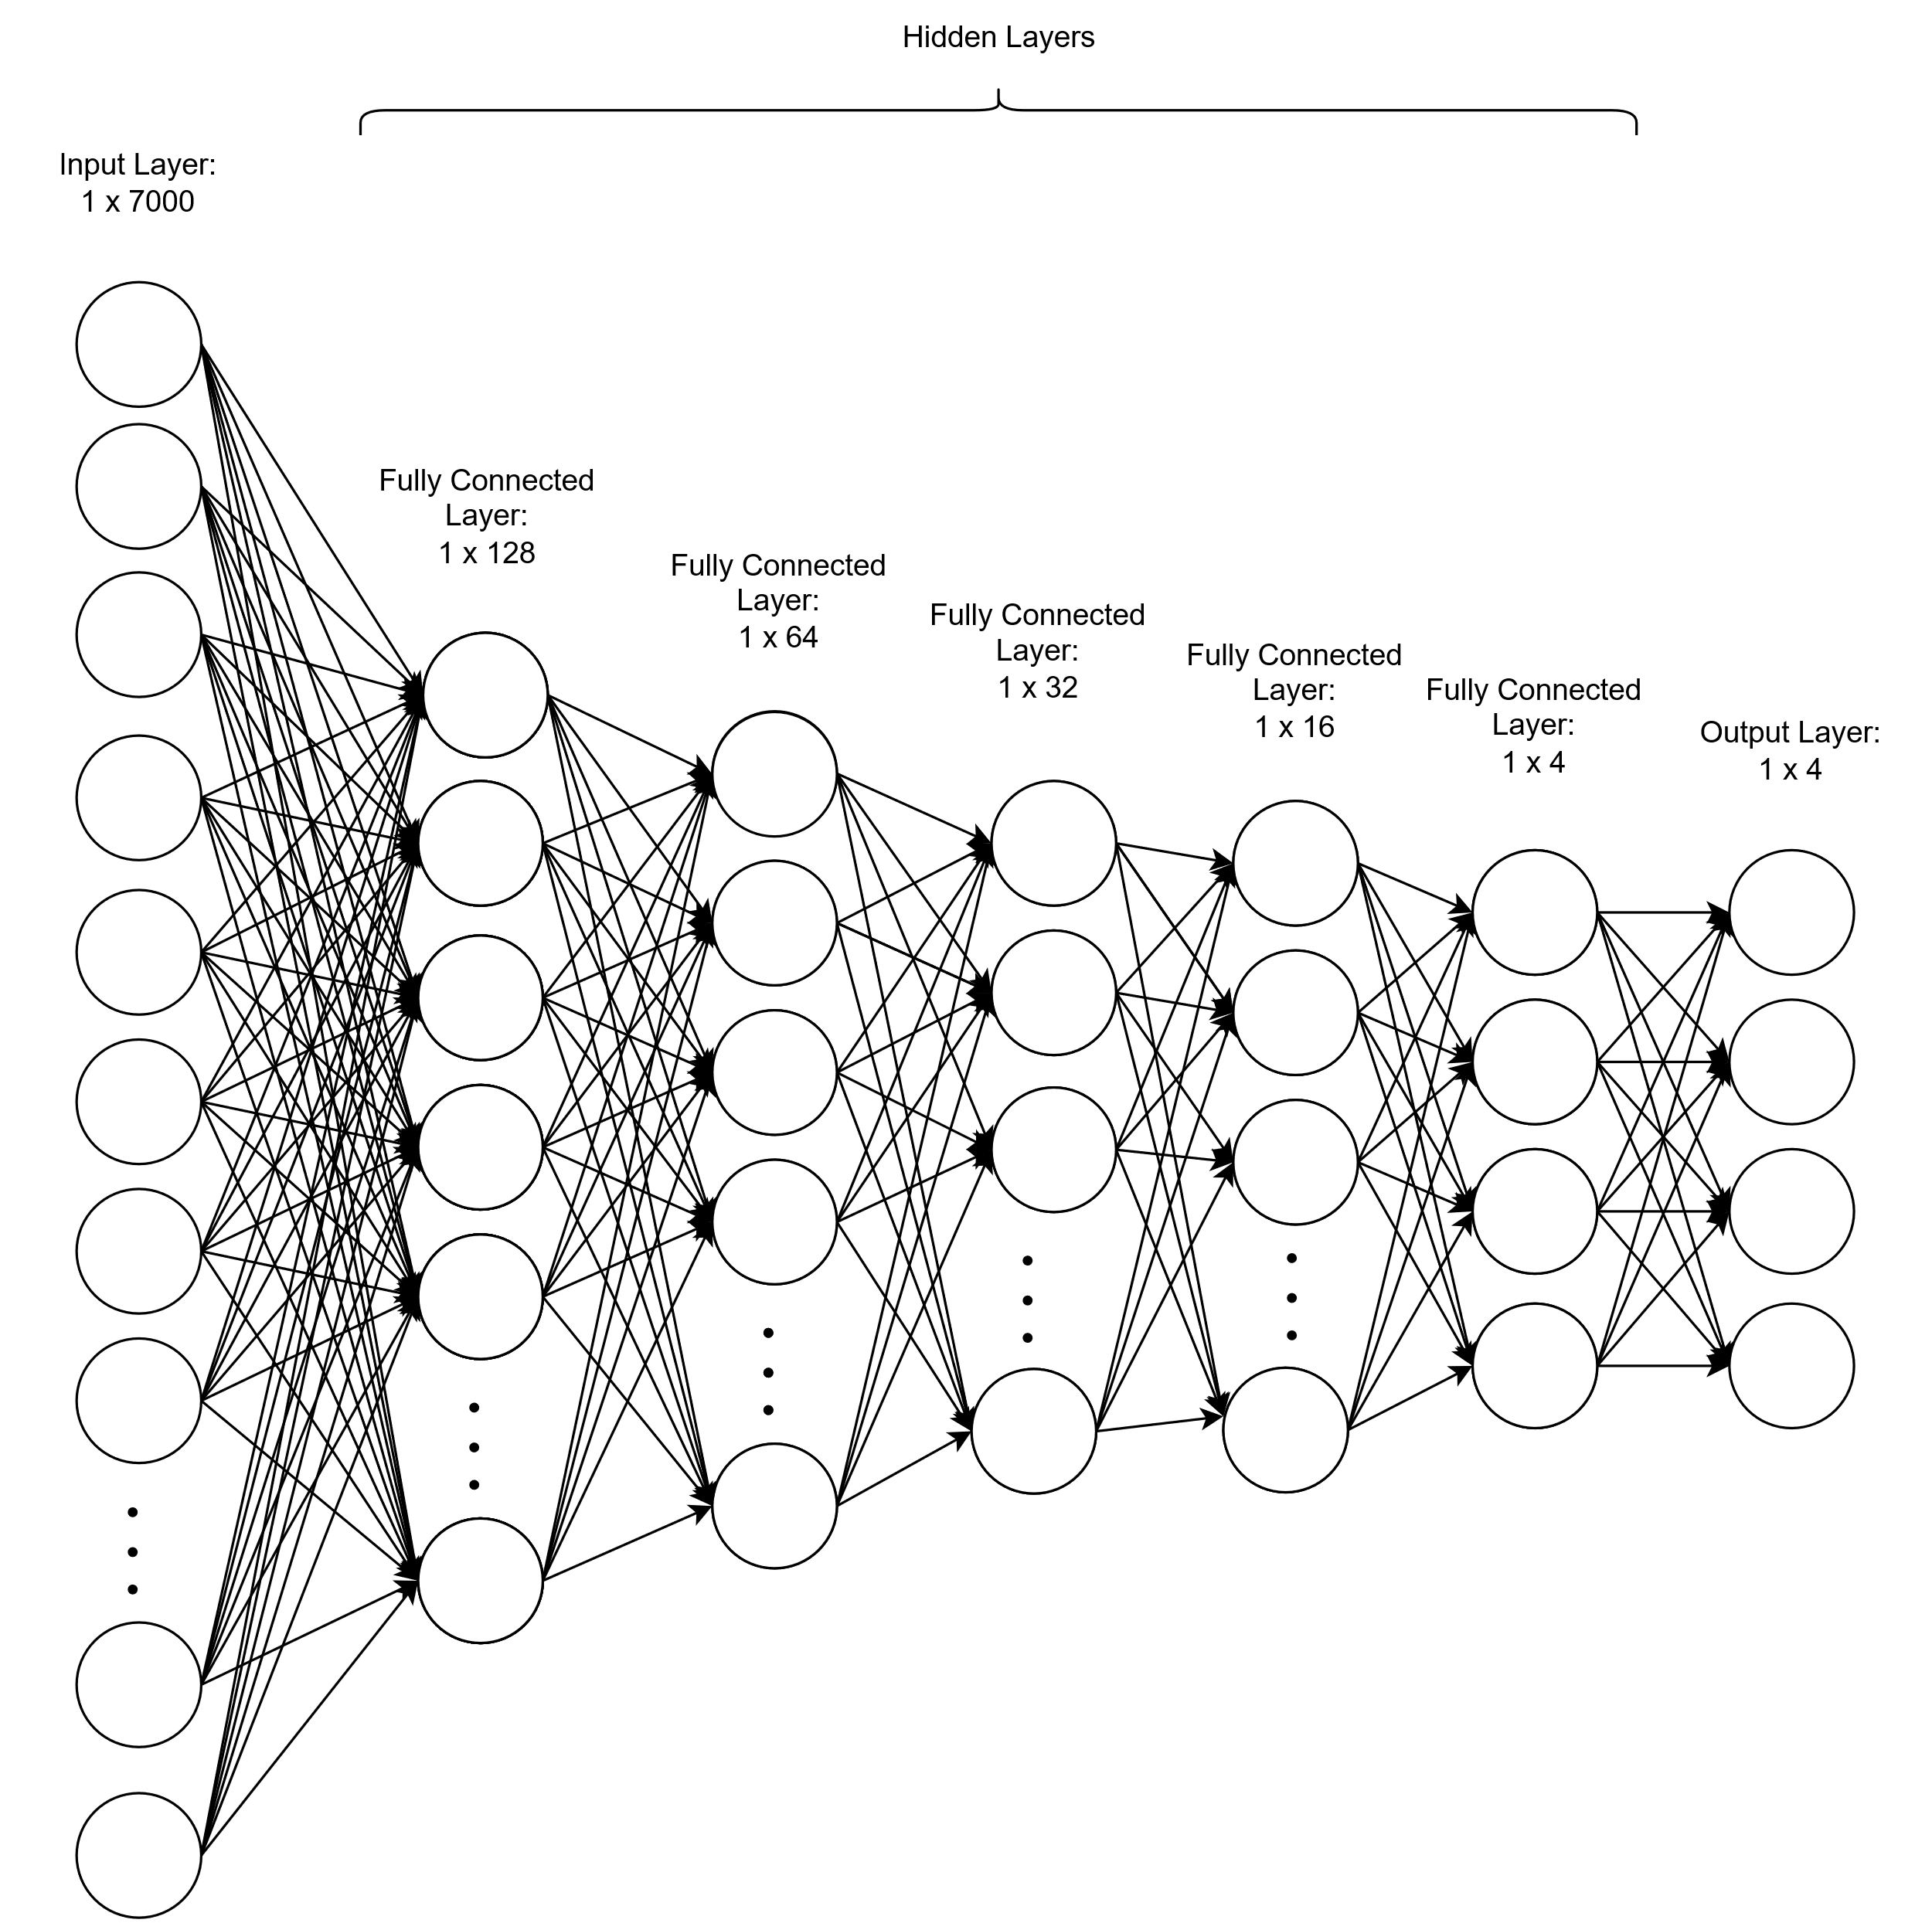 Hidden Layers
Input Layer:
1 x 7000
Fully Connected
Layer:
1 x 128
Fully Connected
Layer:
1 x 64
Fully Connected
Layer:
1 x 32
Fully Connected
Layer:
1 x 16
Fully Connected
Layer:
1 x 4
Output Layer:
1 x 4